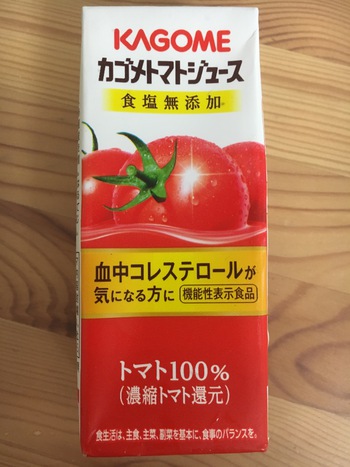 KAGOME
カゴメトマトジュース
食塩無添加
血中コレステロールが
気になる方に 機能性表示食品
トマト100%
(濃縮トマト還元)
食生活は、主食、主菜、副菜を基本に、食事のバランスを。